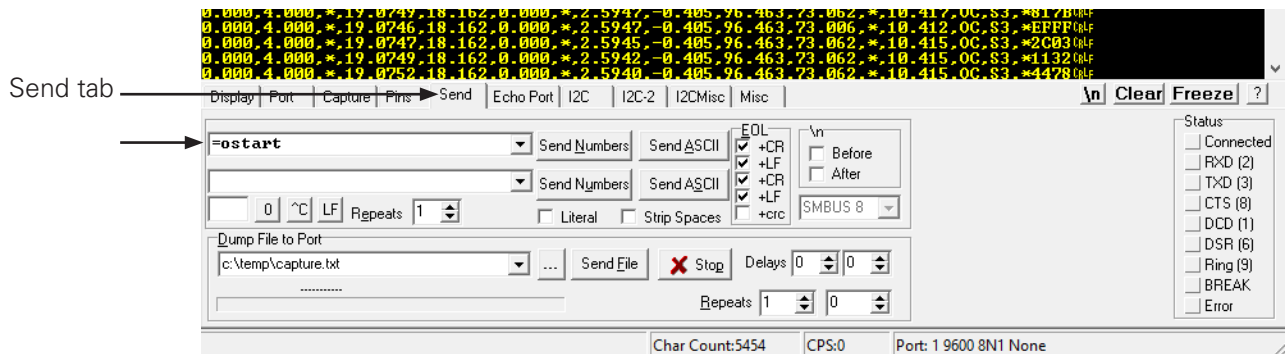 0.000,4.000,*,19.0749,18.162,0.000,*,2.5947,-0.405,96.463,73.062,*,10.417,OC,S3,*817BCRLF
0.000,4.000,*,19.0746,18.162,0.000,*,2.5947,-0.405,96.463,73.006,*,10.412,OC,S3,*EFFFCRLF
0.000,4.000,*,19.0747,18.162,0.000,*,2.5945,-0.405,96.463,73.062,*,10.415,OC,S3,*2C03CRLF
0.000,4.000,*,19.0749,18.162,0.000,*,2.5942,-0.405,96.463,73.062,*,10.415,OC,S3,*1132CRLF
0.000,4.000,*,19.0752,18.162,0.000,*,2.5940,-0.405,96.463,73.062,*,10.415,OC,S3,*4478CRLF
Send tab
Display Port Capture Pins Send Echo Port I2C I2C-2 I2CMisc Misc \n Clear Freeze ?
=ostart Send Numbers Send ASCII
EOL
+CR
+LF
+CR
+LF
+crc
\n
Before
After
Send Numbers Send ASCII
SMBUS 8
0 ^C LF Repeats 1 Literal Strip Spaces
Dump File to Port
c:\temp\capture.txt ... Send File Stop Delays 0 0
-----------
Repeats 1 0
Status
Connected
RXD (2)
TXD (3)
CTS (8)
DCD (1)
DSR (6)
Ring (9)
BREAK
Error
Char Count:5454 CPS:0 Port: 1 9600 8N1 None